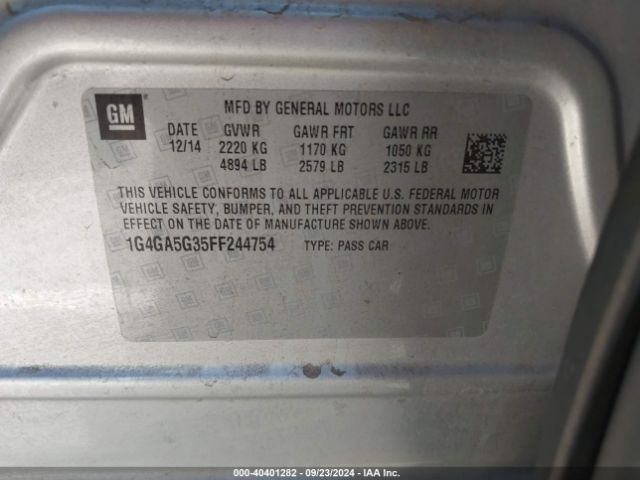 GM
MFD BY GENERAL MOTORS LLC
DATE GVWR GAWR FRT GAWR RR
12/14 2220 KG 1170 KG 1050 KG
4894 LB 2579 LB 2315 LB
THIS VEHICLE CONFORMS TO ALL APPLICABLE U.S. FEDERAL MOTOR
VEHICLE SAFETY, BUMPER, AND THEFT PREVENTION STANDARDS IN
EFFECT ON THE DATE OF MANUFACTURE SHOWN ABOVE.
1G4GA5G35FF244754 TYPE: PASS CAR
000-40401282 - 09/23/2024 - IAAI Copart